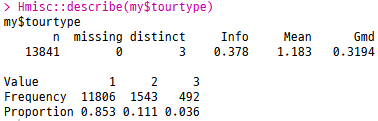 > Hmisc::describe(my$tourtype)
my$tourtype
n missing distinct Info Mean Gmd
13841 0 3 0.378 1.183 0.3194
Value 1 2 3
Frequency 11806 1543 492
Proportion 0.853 0.111 0.036